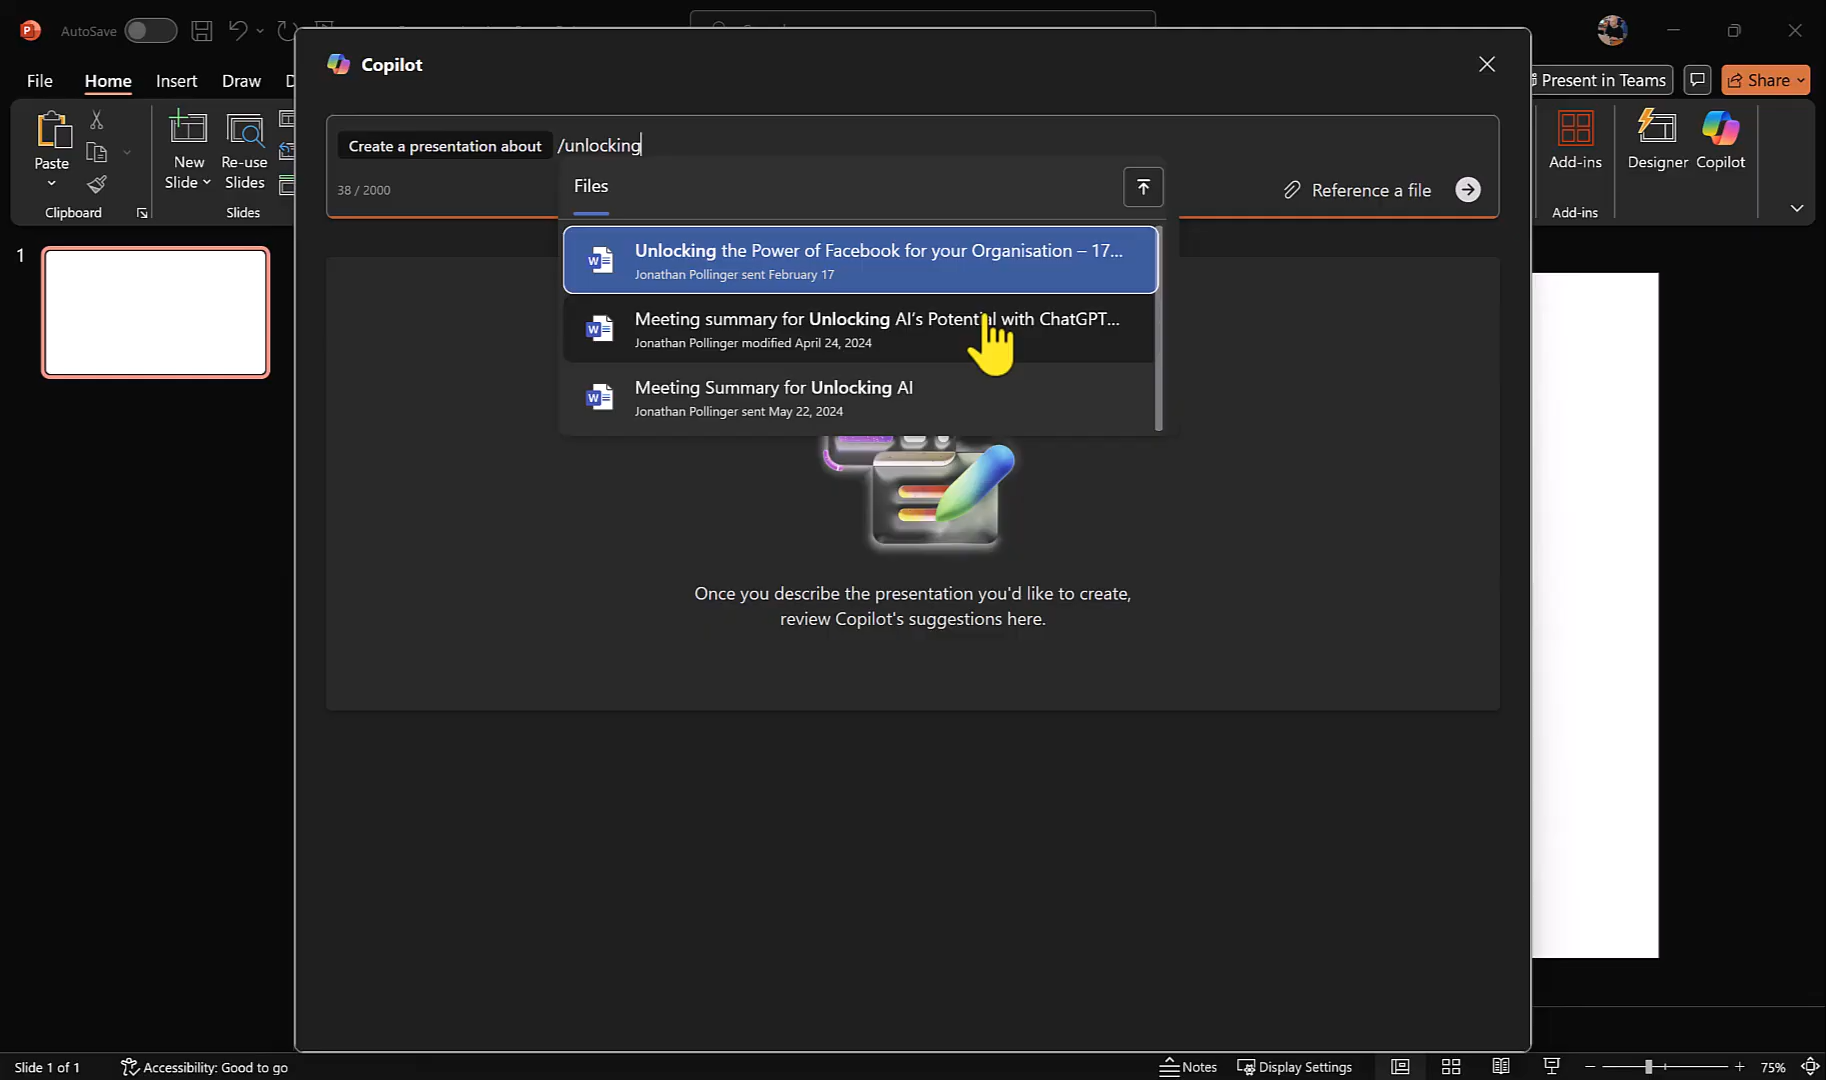 AutoSave
Copilot
File
Home
Insert
Draw
Present in Teams
Share
Create a presentation about /unlocking
38 / 2000
Files
Reference a file
Paste
New
Slide
Re-use
Slides
Add-ins
Designer
Copilot
Clipboard
Slides
Add-ins
Unlocking the Power of Facebook for your Organisation – 17...
Jonathan Pollinger sent February 17
Meeting summary for Unlocking AI's Potential with ChatGPT...
Jonathan Pollinger modified April 24, 2024
Meeting Summary for Unlocking AI
Jonathan Pollinger sent May 22, 2024
1
Once you describe the presentation you'd like to create,
review Copilot's suggestions here.
Slide 1 of 1
Accessibility: Good to go
Notes
Display Settings
75%